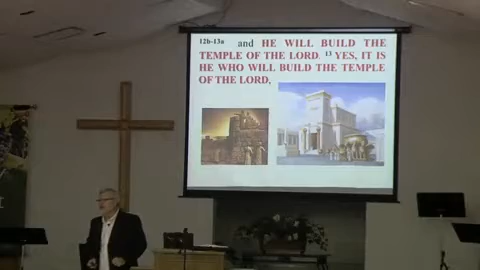 12b-13a and HE WILL BUILD THE
TEMPLE OF THE LORD. 13 YES, IT IS
HE WHO WILL BUILD THE TEMPLE
OF THE LORD,